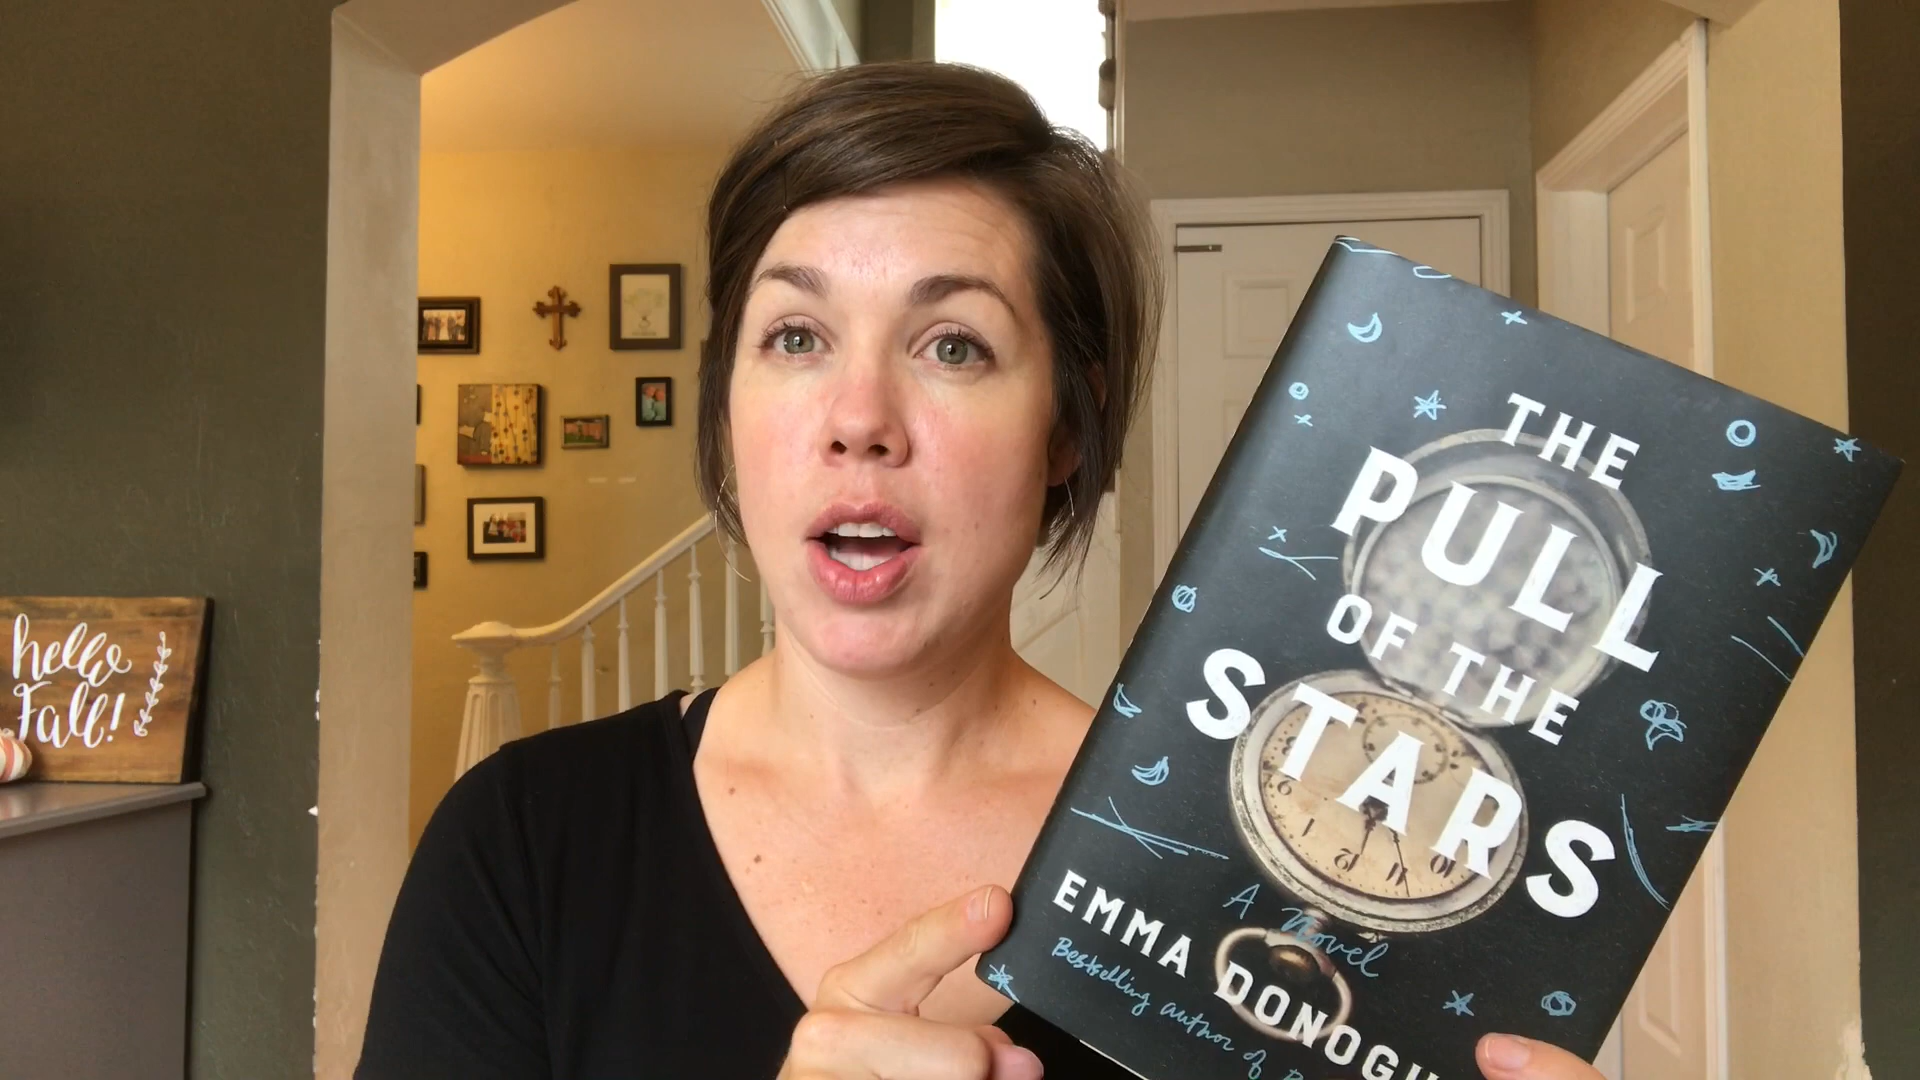 hello
Fall!
THE
PULL
OF THE
STARS
A Novel
EMMA DONOGH
Bestselling author of